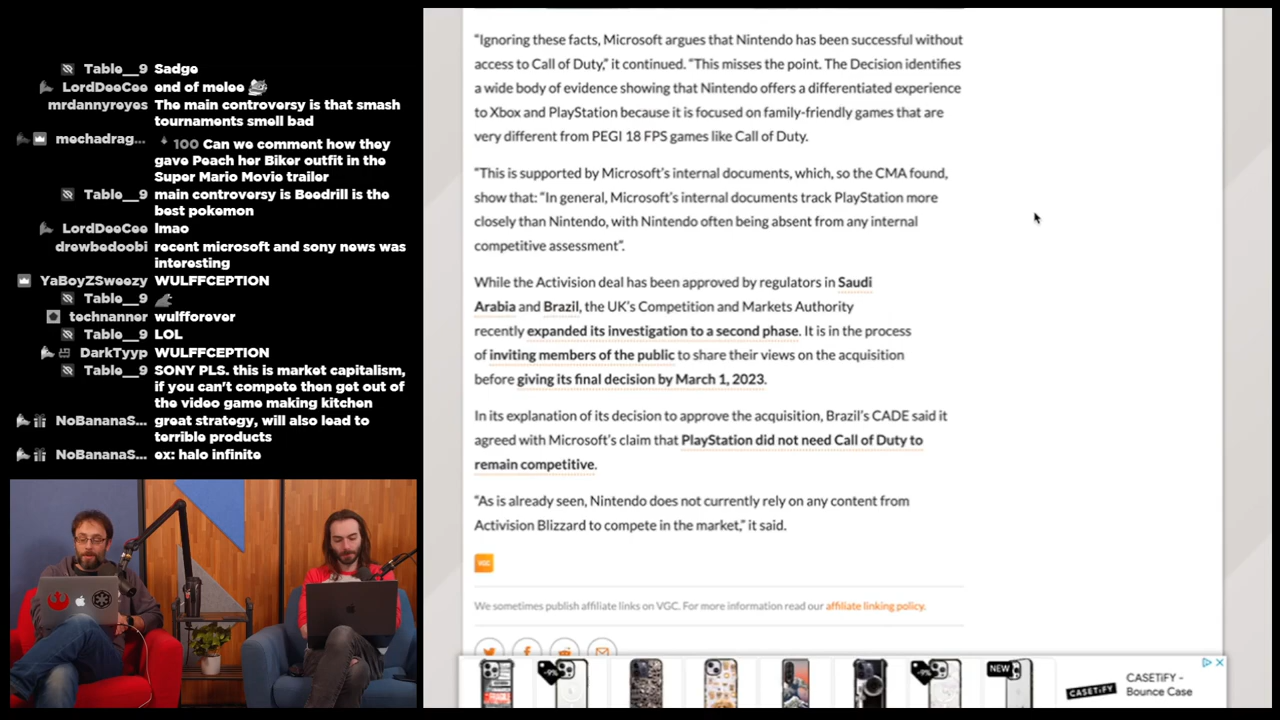 Table__9 Sadge
LordDeeCee end of melee
mrdannyreyes The main controversy is that smash
tournaments smell bad
mechadrag... 100 Can we comment how they
gave Peach her Biker outfit in the
Super Mario Movie trailer
Table__9 main controversy is Beedrill is the
best pokemon
LordDeeCee lmao
drewbedoobi recent microsoft and sony news was
interesting
YaBoyZSweezy WULFFCEPTION
Table__9
technanner wulfforever
Table__9 LOL
DarkTyyp WULFFCEPTION
Table__9 SONY PLS. this is market capitalism,
if you can't compete then get out of
the video game making kitchen
NoBananaS... great strategy, will also lead to
terrible products
NoBananaS... ex: halo infinite
“Ignoring these facts, Microsoft argues that Nintendo has been successful without
access to Call of Duty,” it continued. “This misses the point. The Decision identifies
a wide body of evidence showing that Nintendo offers a differentiated experience
to Xbox and PlayStation because it is focused on family-friendly games that are
very different from PEGI 18 FPS games like Call of Duty.
“This is supported by Microsoft’s internal documents, which, so the CMA found,
show that: “In general, Microsoft’s internal documents track PlayStation more
closely than Nintendo, with Nintendo often being absent from any internal
competitive assessment”.
While the Activision deal has been approved by regulators in Saudi
Arabia and Brazil, the UK’s Competition and Markets Authority
recently expanded its investigation to a second phase. It is in the process
of inviting members of the public to share their views on the acquisition
before giving its final decision by March 1, 2023.
In its explanation of its decision to approve the acquisition, Brazil’s CADE said it
agreed with Microsoft’s claim that PlayStation did not need Call of Duty to
remain competitive.
“As is already seen, Nintendo does not currently rely on any content from
Activision Blizzard to compete in the market,” it said.
VGC
We sometimes publish affiliate links on VGC. For more information read our affiliate linking policy.
-9%
-9%
NEW
CASETiFY
CASETiFY -
Bounce Case